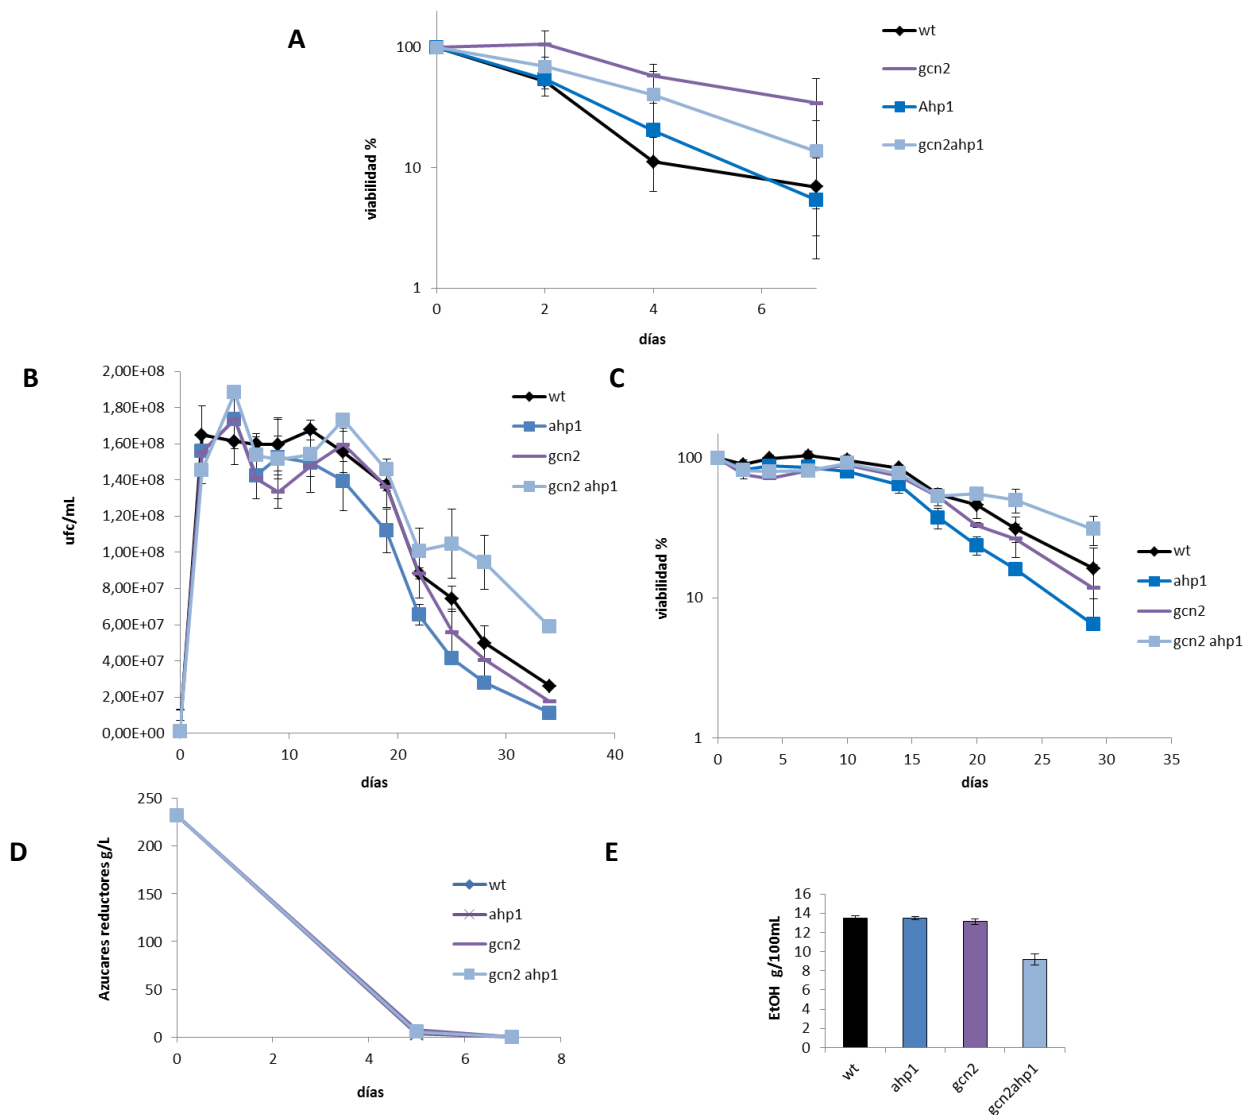 A
viabilidad %
100
10
1
0
2
4
6
días
wt
gcn2
Ahp1
gcn2ahp1
B
ufc/mL
2,00E+08
1,80E+08
1,60E+08
1,40E+08
1,20E+08
1,00E+08
8,00E+07
6,00E+07
4,00E+07
2,00E+07
0,00E+00
0
10
20
30
40
días
wt
ahp1
gcn2
gcn2 ahp1
C
viabilidad %
100
10
1
0
5
10
15
20
25
30
35
días
wt
ahp1
gcn2
gcn2 ahp1
D
Azucares reductores g/L
250
200
150
100
50
0
0
2
4
6
8
días
wt
ahp1
gcn2
gcn2 ahp1
E
EtOH g/100mL
16
14
12
10
8
6
4
2
0
wt
ahp1
gcn2
gcn2ahp1